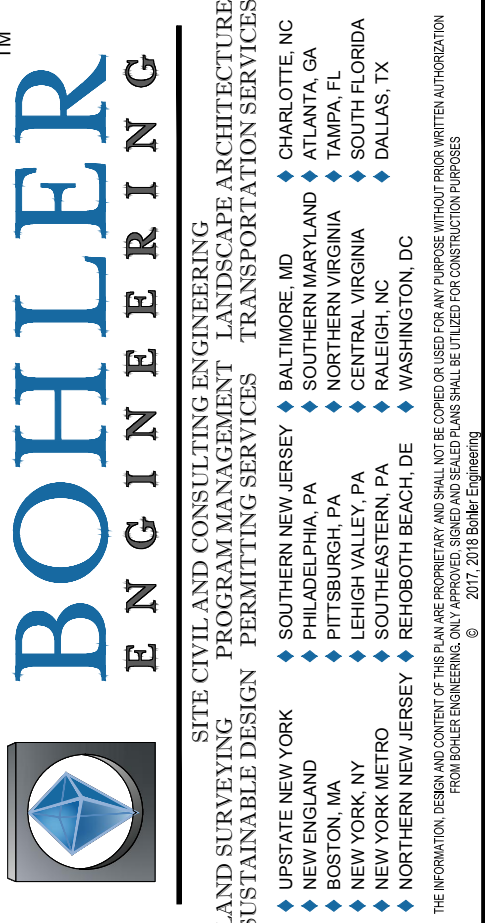 TM
BOHLER
ENGINEERING
SITE CIVIL AND CONSULTING ENGINEERING
LAND SURVEYING PROGRAM MANAGEMENT LANDSCAPE ARCHITECTURE
SUSTAINABLE DESIGN PERMITTING SERVICES TRANSPORTATION SERVICES
UPSTATE NEW YORK
NEW ENGLAND
BOSTON, MA
NEW YORK, NY
NEW YORK METRO
NORTHERN NEW JERSEY
SOUTHERN NEW JERSEY
PHILADELPHIA, PA
PITTSBURGH, PA
LEHIGH VALLEY, PA
SOUTHEASTERN, PA
REHOBOTH BEACH, DE
BALTIMORE, MD
SOUTHERN MARYLAND
NORTHERN VIRGINIA
CENTRAL VIRGINIA
RALEIGH, NC
WASHINGTON, DC
CHARLOTTE, NC
ATLANTA, GA
TAMPA, FL
SOUTH FLORIDA
DALLAS, TX
THE INFORMATION, DESIGN AND CONTENT OF THIS PLAN ARE PROPRIETARY AND SHALL NOT BE COPIED OR USED FOR ANY PURPOSE WITHOUT PRIOR WRITTEN AUTHORIZATION
FROM BOHLER ENGINEERING. ONLY APPROVED, SIGNED AND SEALED PLANS SHALL BE UTILIZED FOR CONSTRUCTION PURPOSES
© 2017, 2018 Bohler Engineering